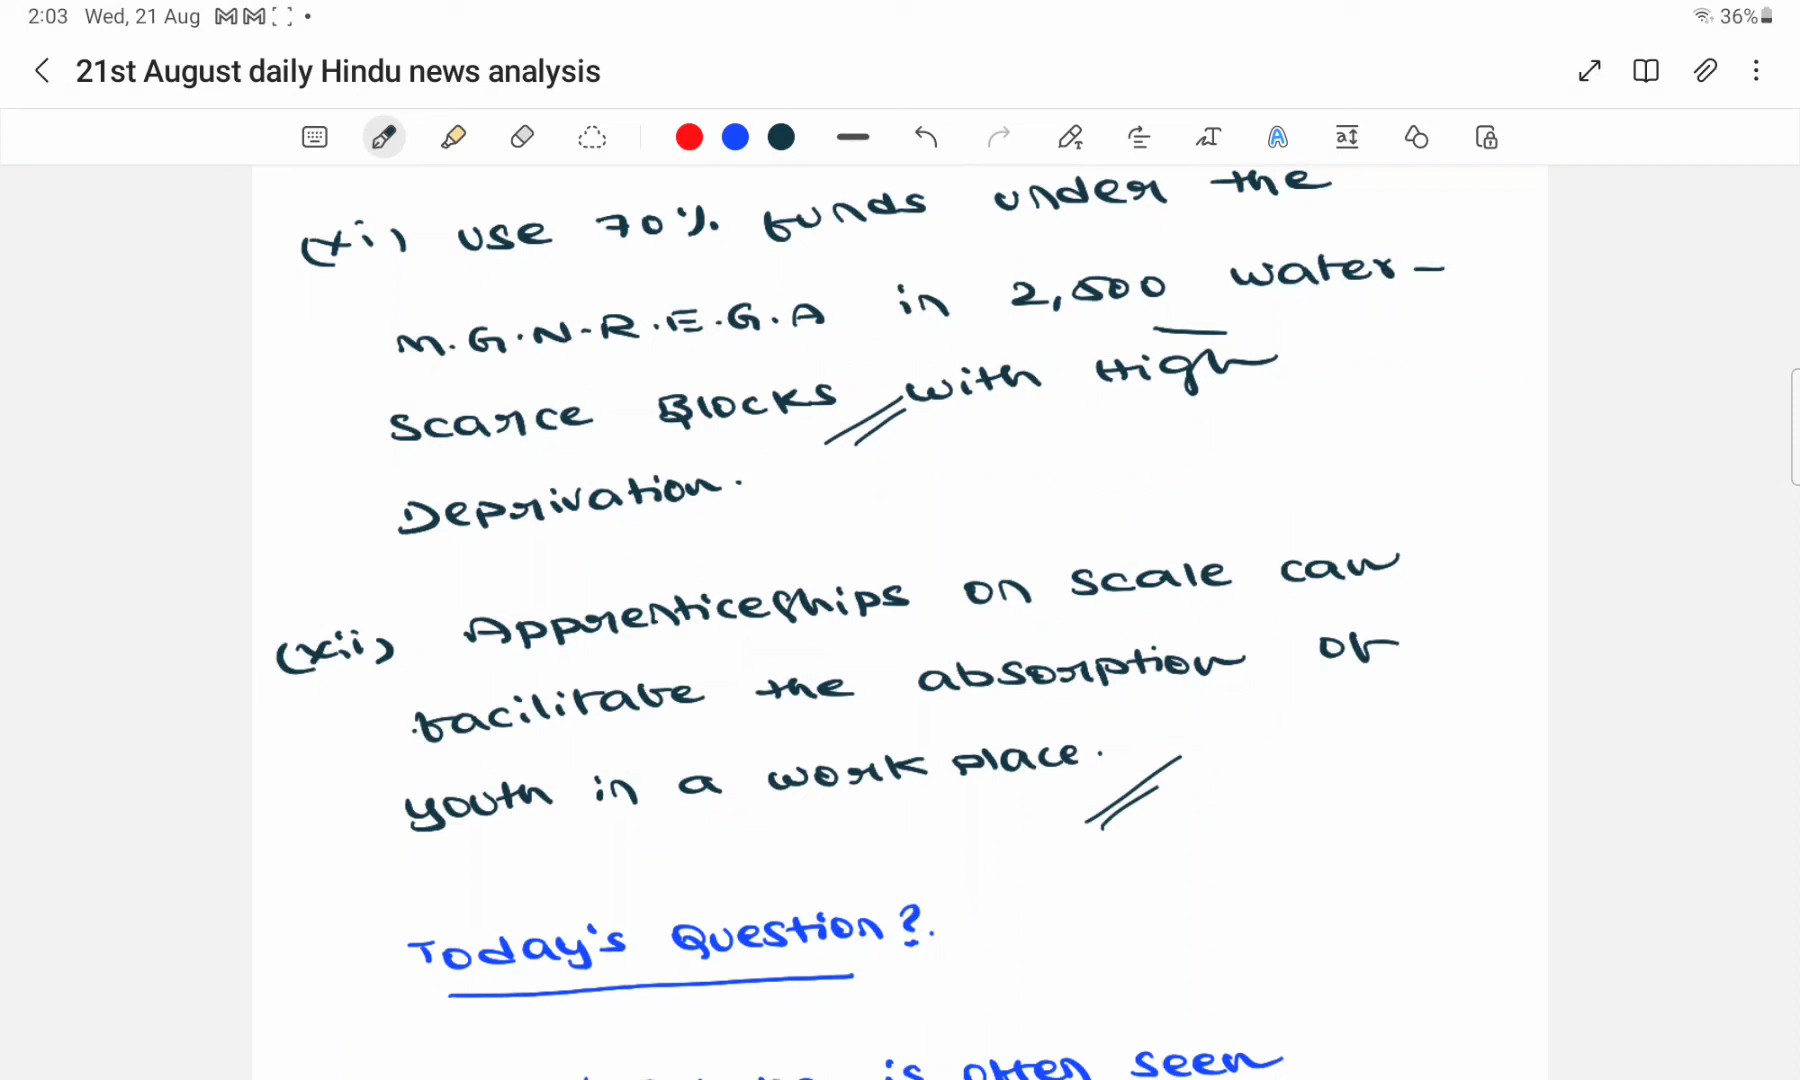 2:03 Wed, 21 Aug 36%
21st August daily Hindu news analysis
(xi) use 70% funds under the
M.G.N.R.E.G.A in 2,500 water-
scarce Blocks with High
Deprivation.
(xii) Apprenticeships on scale can
facilitate the absorption of
youth in a work place.
Today's Question?.
is often seen